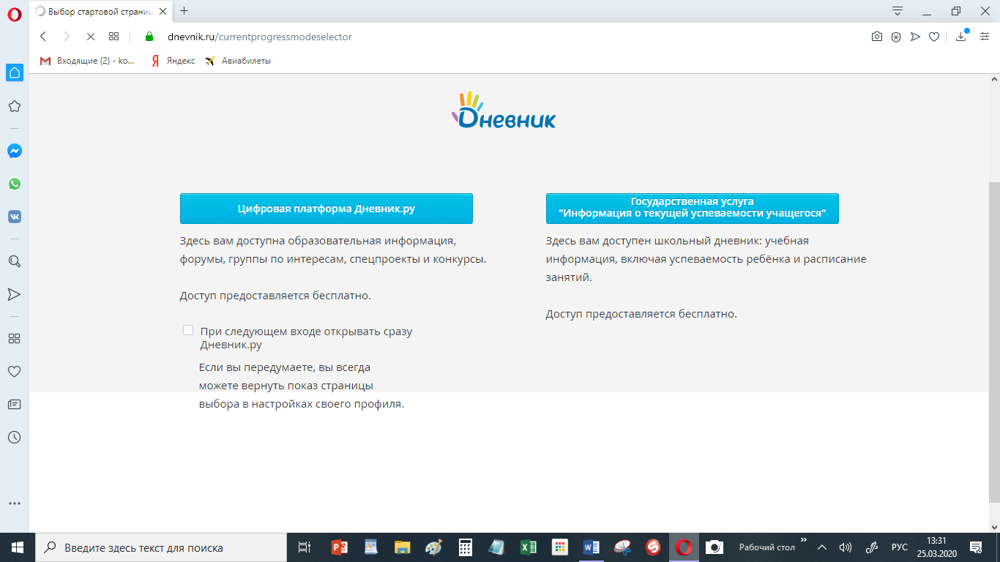 Выбор стартовой страниц
dnevnik.ru/currentprogressmodeselector
Входящие (2) - ko...
Яндекс
Авиабилеты
Дневник
Цифровая платформа Дневник.ру
Здесь вам доступна образовательная информация,
форумы, группы по интересам, спецпроекты и конкурсы.
Доступ предоставляется бесплатно.
При следующем входе открывать сразу
Дневник.ру
Если вы передумаете, вы всегда
можете вернуть показ страницы
выбора в настройках своего профиля.
Государственная услуга
"Информация о текущей успеваемости учащегося"
Здесь вам доступен школьный дневник: учебная
информация, включая успеваемость ребёнка и расписание
занятий.
Доступ предоставляется бесплатно.
Введите здесь текст для поиска
Рабочий стол
РУС
13:31
25.03.2020